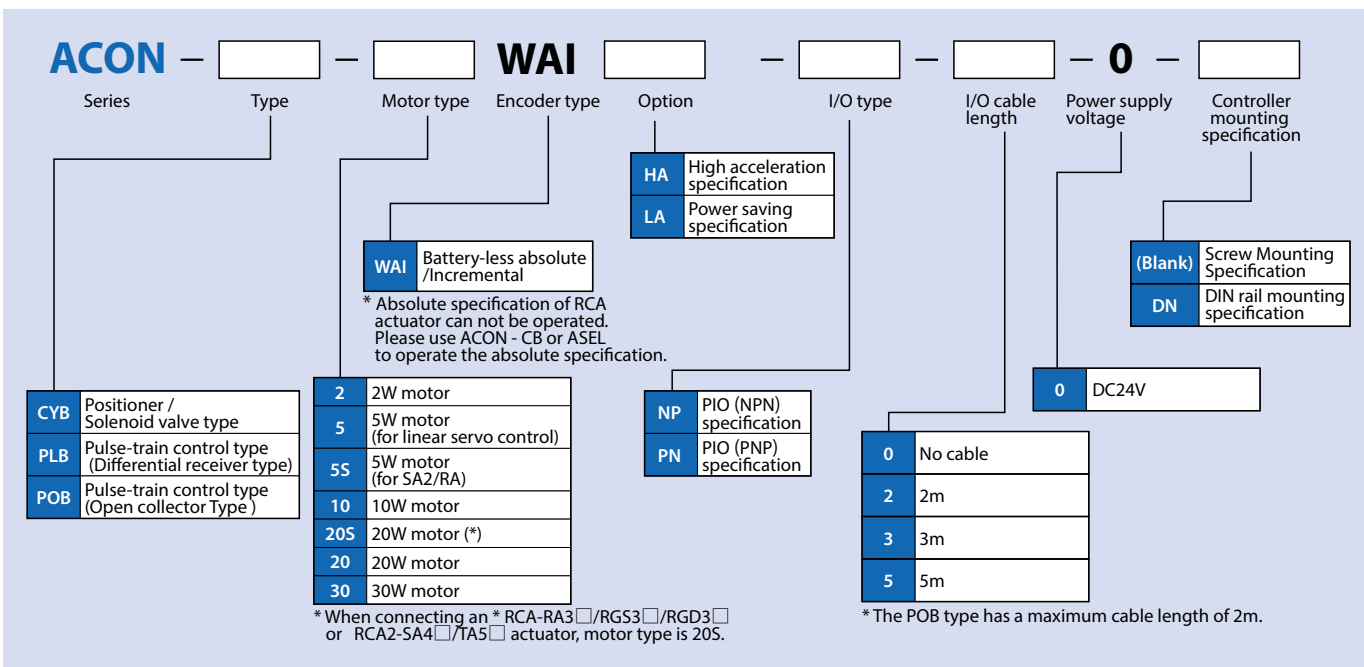 ACON – – WAI – – – 0 –
Series Type Motor type Encoder type Option I/O type I/O cable length Power supply voltage Controller mounting specification
HA High acceleration specification
LA Power saving specification
WAI Battery-less absolute /Incremental
* Absolute specification of RCA
actuator can not be operated.
Please use ACON - CB or ASEL
to operate the absolute specification.
(Blank) Screw Mounting Specification
DN DIN rail mounting specification
CYB Positioner / Solenoid valve type
PLB Pulse-train control type (Differential receiver type)
POB Pulse-train control type (Open collector Type )
2 2W motor
5 5W motor (for linear servo control)
5S 5W motor (for SA2/RA)
10 10W motor
20S 20W motor (*)
20 20W motor
30 30W motor
* When connecting an * RCA-RA3□/RGS3□/RGD3□
or RCA2-SA4□/TA5□ actuator, motor type is 20S.
NP PIO (NPN) specification
PN PIO (PNP) specification
0 DC24V
0 No cable
2 2m
3 3m
5 5m
* The POB type has a maximum cable length of 2m.